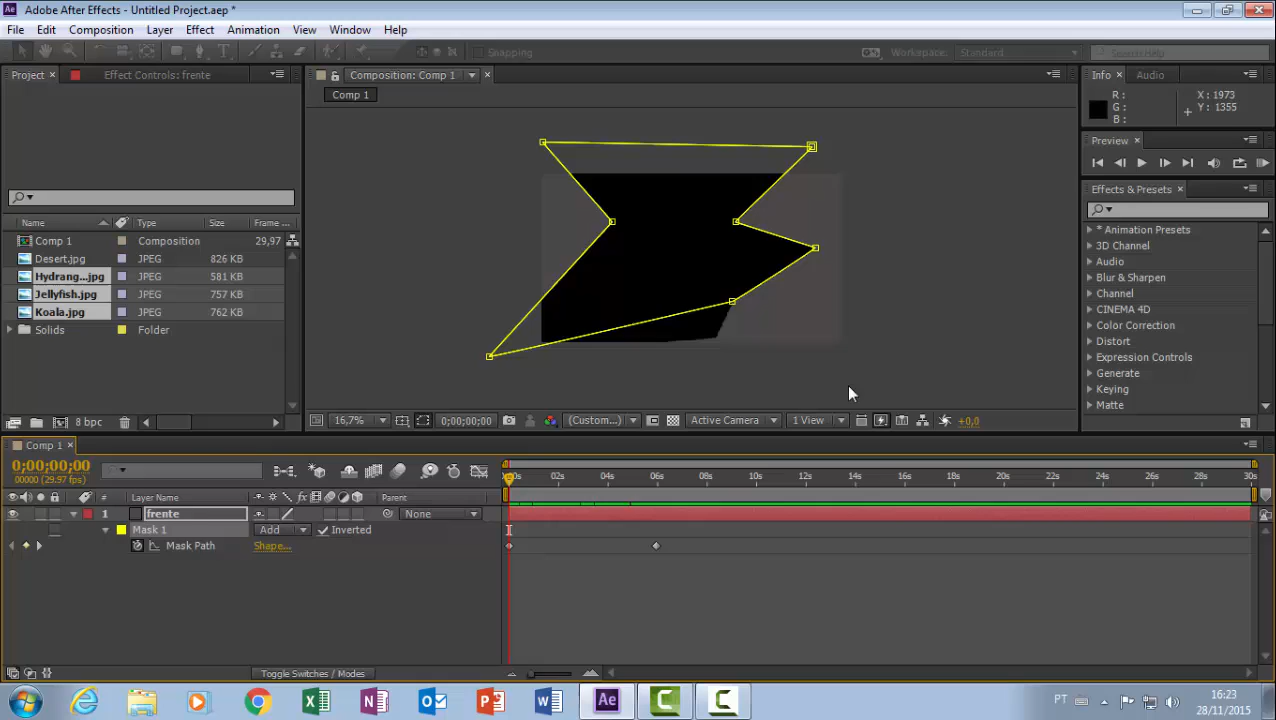 Adobe After Effects - Untitled Project.aep *
File Edit Composition Layer Effect Animation View Window Help
Snapping Workspace: Standard Search Help
Project Effect Controls: frente
Composition: Comp 1
Info Audio
Comp 1
R: X: 1973
G: Y: 1355
B:
Preview
Effects & Presets
Name Type Size Frame ...
Comp 1 Composition 29,97
Desert.jpg JPEG 826 KB
Hydrang...jpg JPEG 581 KB
Jellyfish.jpg JPEG 757 KB
Koala.jpg JPEG 762 KB
Solids Folder
* Animation Presets
3D Channel
Audio
Blur & Sharpen
Channel
CINEMA 4D
Color Correction
Distort
Expression Controls
Generate
Keying
Matte
8 bpc
16,7% 0;00;00;00 (Custom...) Active Camera 1 View +0,0
Comp 1
0;00;00;00
00000 (29.97 fps)
02s 04s 06s 08s 10s 12s 14s 16s 18s 20s 22s 24s 26s 28s 30s
# Layer Name Parent
1 frente None
Mask 1 Add Inverted
Mask Path Shape...
Toggle Switches / Modes
PT 16:23
28/11/2015